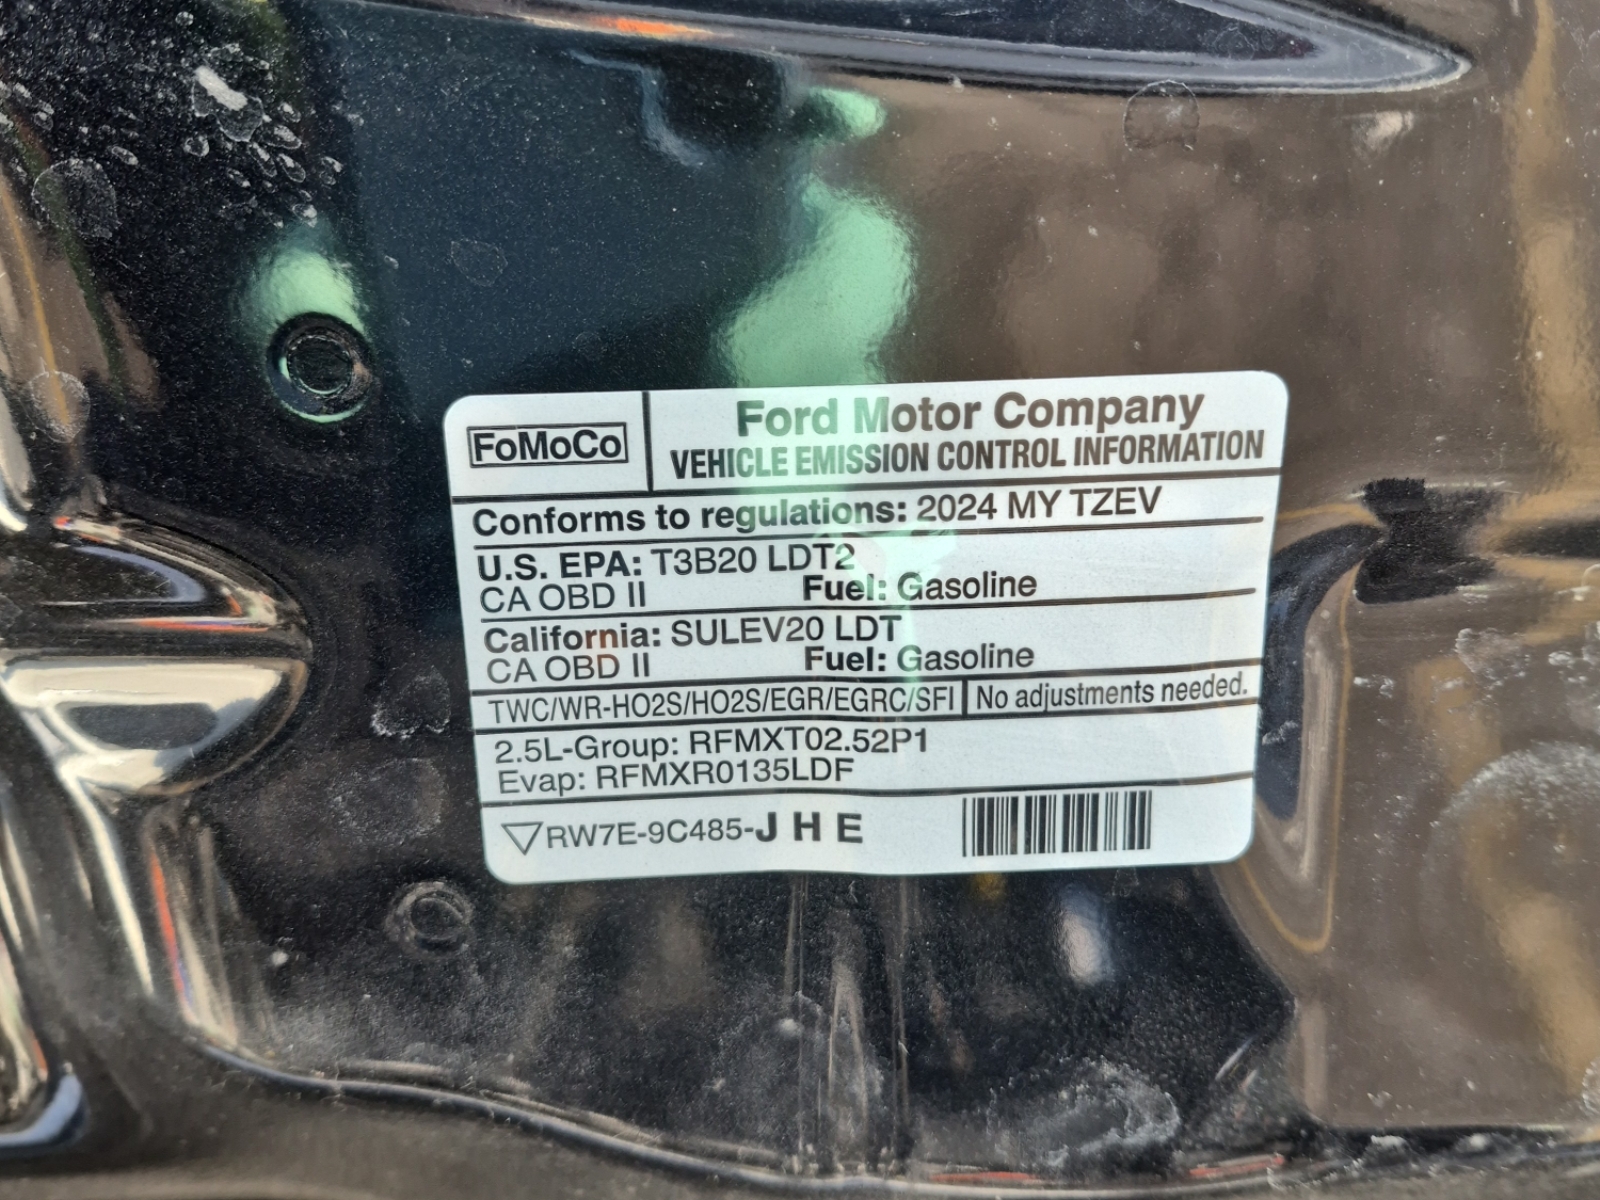 FoMoCo
Ford Motor Company
VEHICLE EMISSION CONTROL INFORMATION
Conforms to regulations: 2024 MY TZEV
U.S. EPA: T3B20 LDT2
CA OBD II Fuel: Gasoline
California: SULEV20 LDT
CA OBD II Fuel: Gasoline
TWC/WR-HO2S/HO2S/EGR/EGRC/SFI No adjustments needed.
2.5L-Group: RFMXT02.52P1
Evap: RFMXR0135LDF
RW7E-9C485-J H E